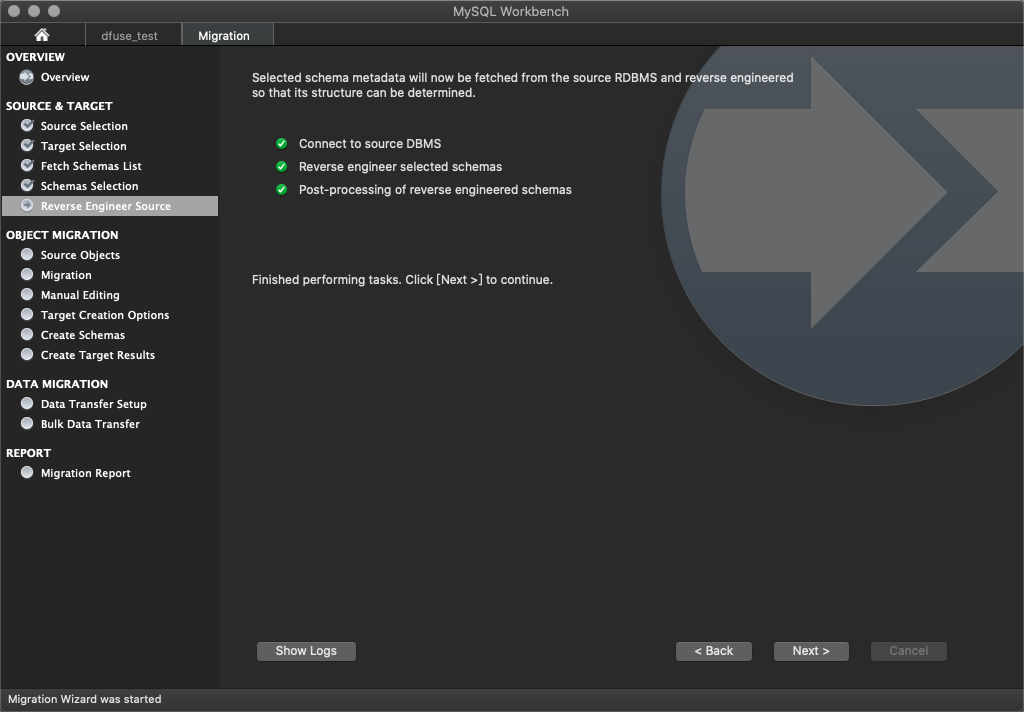 MySQL Workbench
dfuse_test
Migration
OVERVIEW
Overview
SOURCE & TARGET
Source Selection
Target Selection
Fetch Schemas List
Schemas Selection
Reverse Engineer Source
OBJECT MIGRATION
Source Objects
Migration
Manual Editing
Target Creation Options
Create Schemas
Create Target Results
DATA MIGRATION
Data Transfer Setup
Bulk Data Transfer
REPORT
Migration Report
Selected schema metadata will now be fetched from the source RDBMS and reverse engineered
so that its structure can be determined.
Connect to source DBMS
Reverse engineer selected schemas
Post-processing of reverse engineered schemas
Finished performing tasks. Click [Next >] to continue.
Show Logs
< Back
Next >
Cancel
Migration Wizard was started